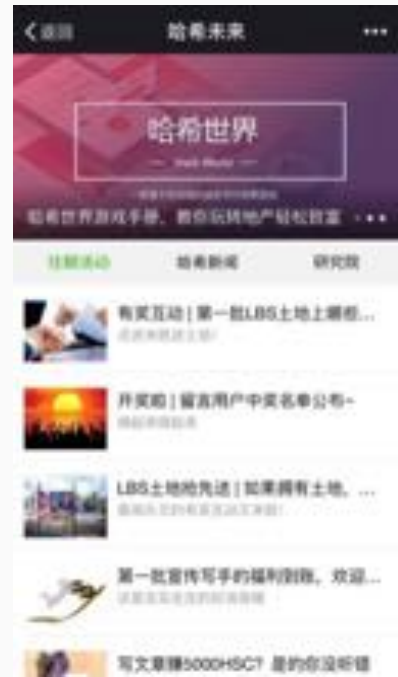 返回
哈希未来
哈希世界
Hash World
哈希世界游戏手册，教你玩转地产轻松致富
往期活动
哈希新闻
研究院
有奖互动 | 第一批LBS土地上哪些...
开奖啦 | 留言用户中奖名单公布~
LBS土地抢先送 | 如果拥有土地，...
第一批宣传写手的福利到账，欢迎...
写文章赚5000HSC？是的你没听错